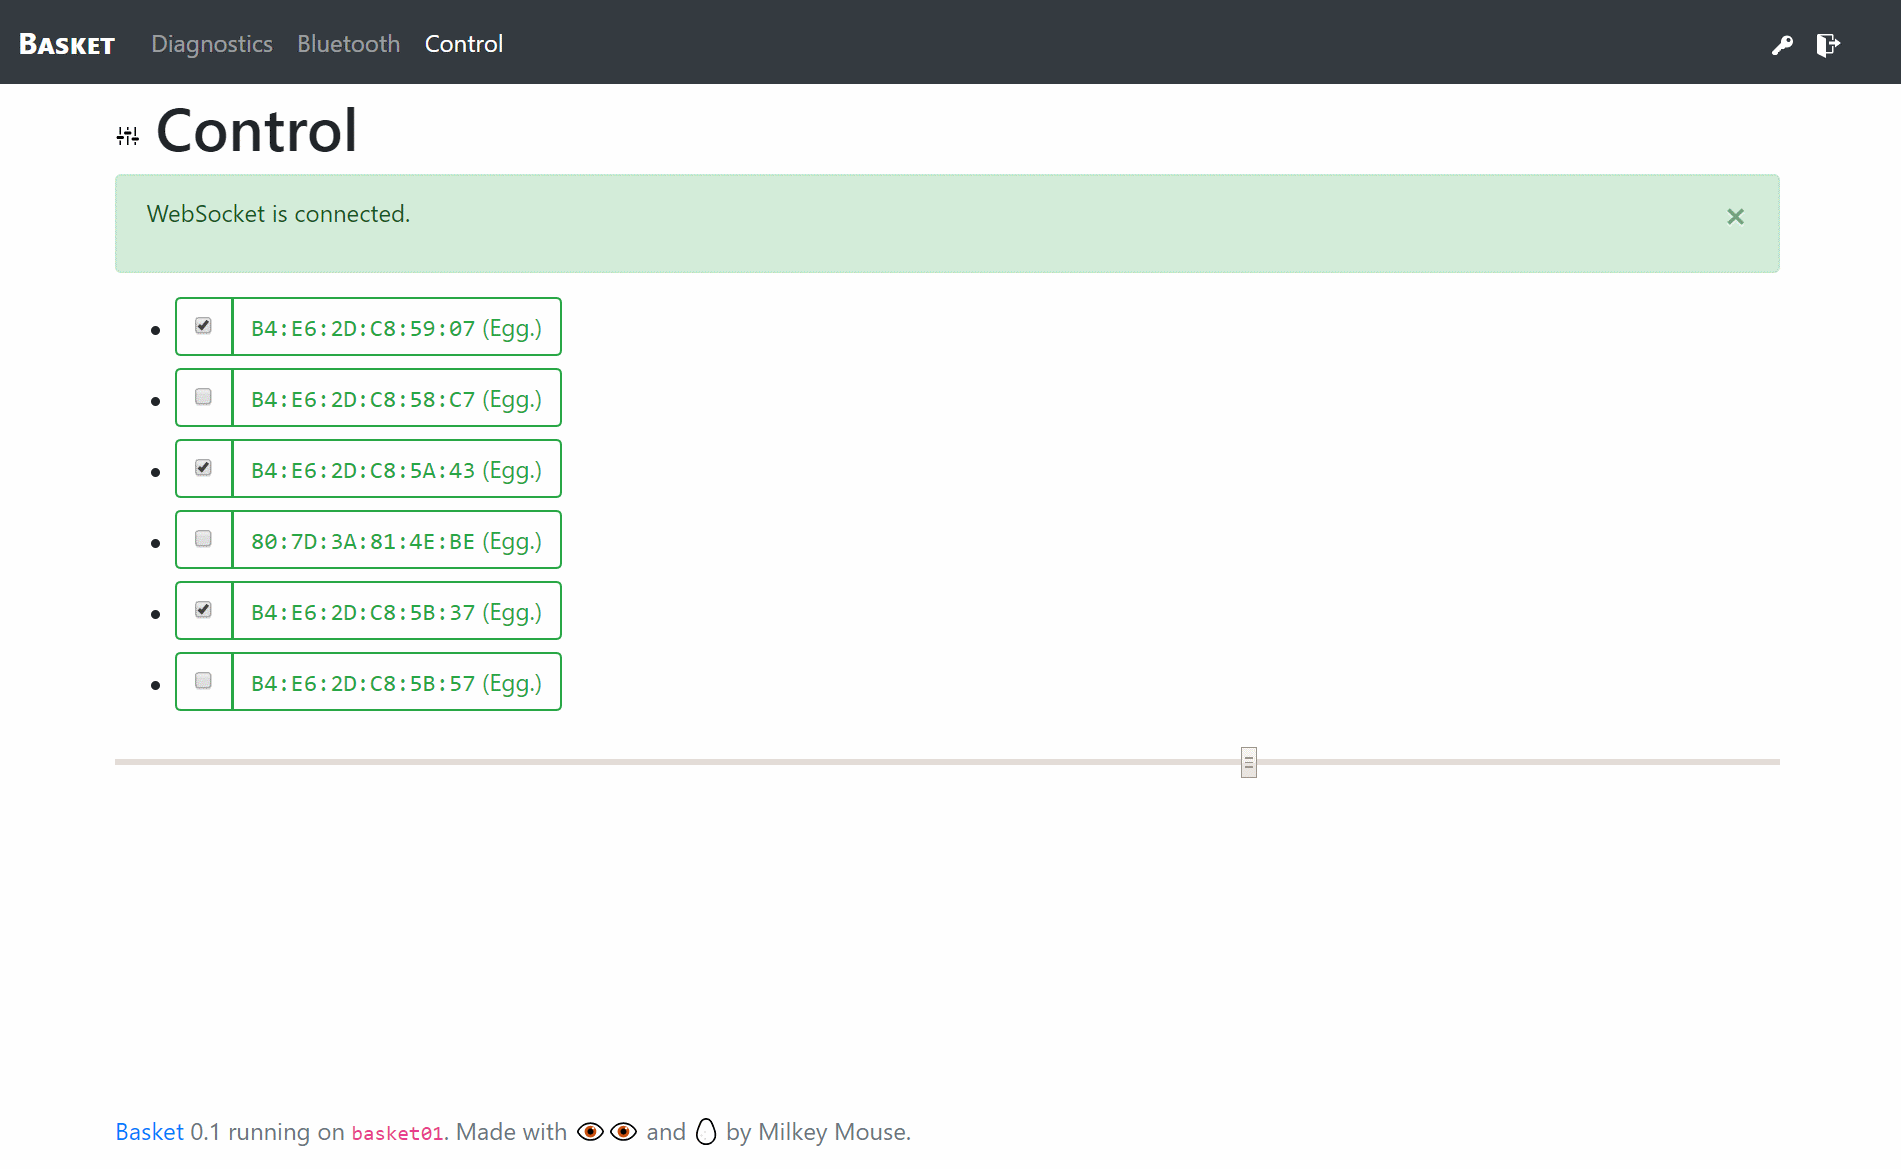 Basket Diagnostics Bluetooth Control
Control
WebSocket is connected. ×
B4:E6:2D:C8:59:07 (Egg.)
B4:E6:2D:C8:58:C7 (Egg.)
B4:E6:2D:C8:5A:43 (Egg.)
80:7D:3A:81:4E:BE (Egg.)
B4:E6:2D:C8:5B:37 (Egg.)
B4:E6:2D:C8:5B:57 (Egg.)
Basket 0.1 running on basket01. Made with 👁👁 and 🥚 by Milkey Mouse.